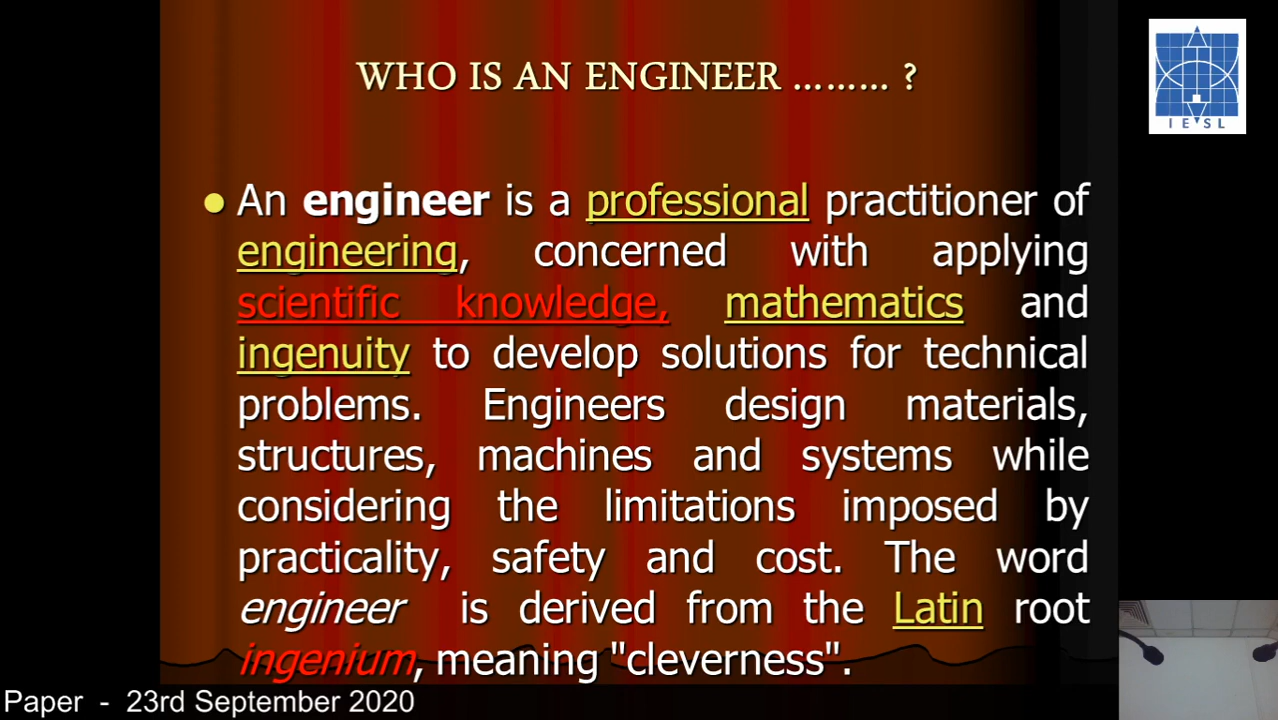 WHO IS AN ENGINEER ......... ?
IESL
An engineer is a professional practitioner of
engineering, concerned with applying
scientific knowledge, mathematics and
ingenuity to develop solutions for technical
problems. Engineers design materials,
structures, machines and systems while
considering the limitations imposed by
practicality, safety and cost. The word
engineer is derived from the Latin root
ingenium, meaning "cleverness".
Paper - 23rd September 2020